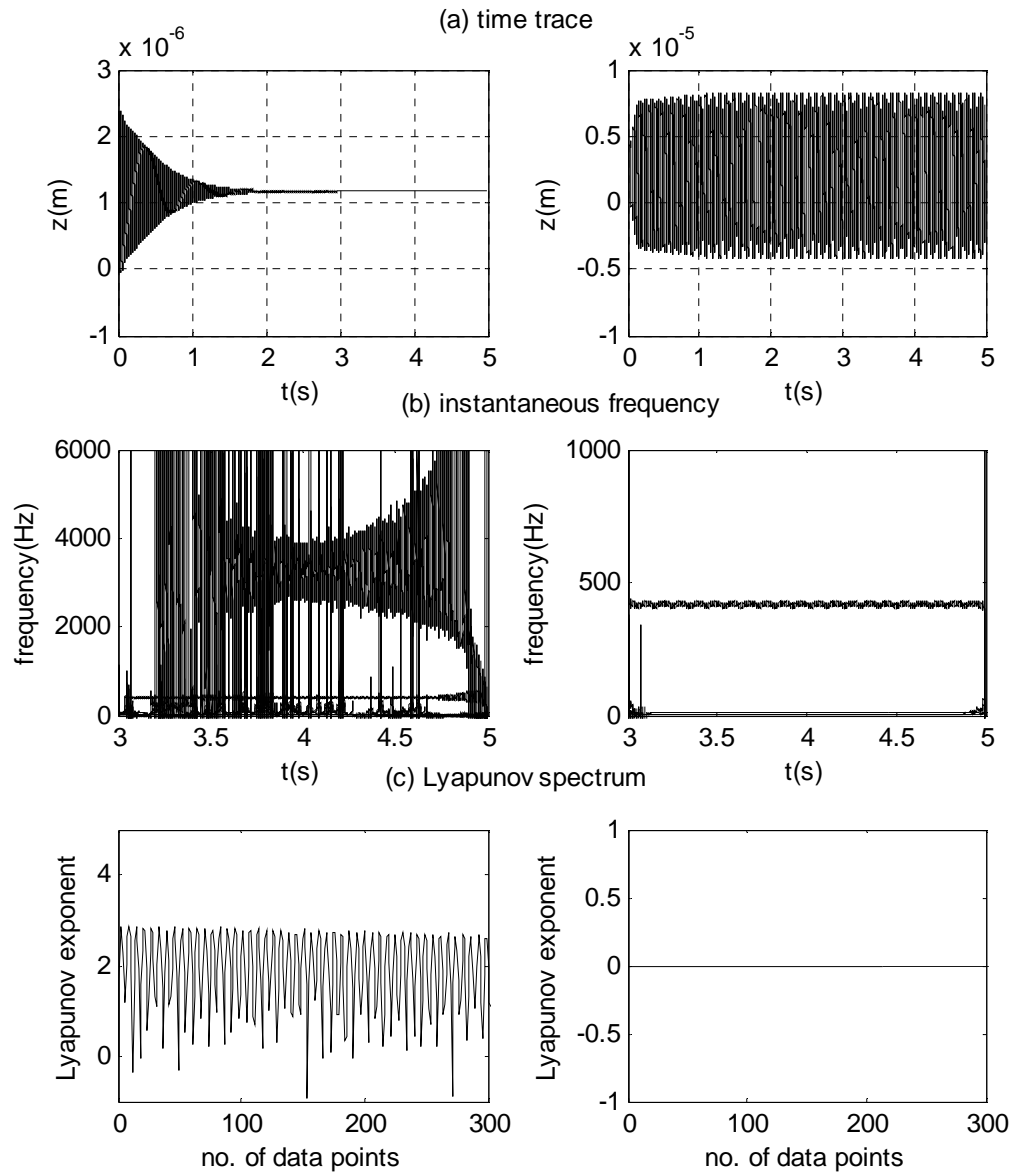 (a) time trace
x 10^-6
x 10^-5
3
2
1
0
-1
z(m)
0 1 2 3 4 5
t(s)
1
0.5
0
-0.5
-1
z(m)
0 1 2 3 4 5
t(s)
(b) instantaneous frequency
6000
4000
2000
0
frequency(Hz)
3 3.5 4 4.5 5
t(s)
1000
500
0
frequency(Hz)
3 3.5 4 4.5 5
t(s)
(c) Lyapunov spectrum
4
2
0
Lyapunov exponent
0 100 200 300
no. of data points
1
0.5
0
-0.5
-1
Lyapunov exponent
0 100 200 300
no. of data points